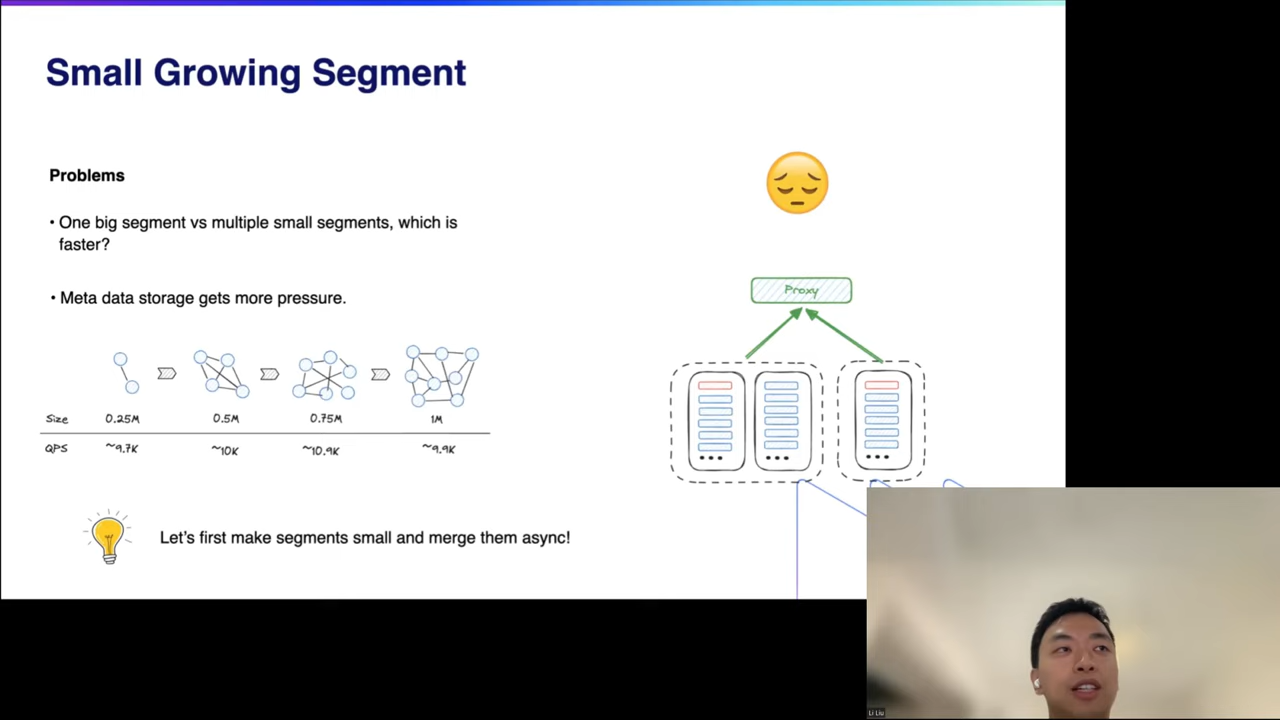 Small Growing Segment
Problems
• One big segment vs multiple small segments, which is
faster?
• Meta data storage gets more pressure.
Proxy
Size 0.25M 0.5M 0.75M 1M
QPS ~9.7K ~10K ~10.9K ~9.9K
Let's first make segments small and merge them async!
Li Liu